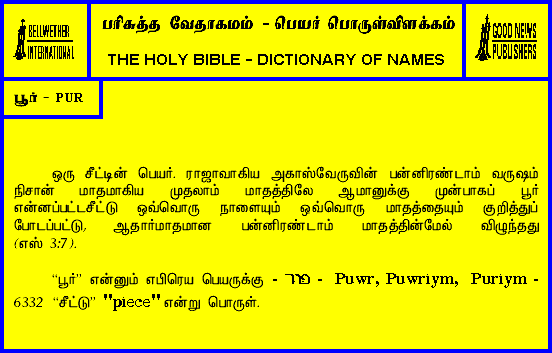 BELLWETHER
INTERNATIONAL
பரிசுத்த வேதாகமம் - பெயர் பொருள்விளக்கம்
THE HOLY BIBLE - DICTIONARY OF NAMES
GOOD NEWS
PUBLISHERS
பூர் - PUR
ஒரு சீட்டின் பெயர். ராஜாவாகிய அகாஸ்வேருவின் பன்னிரண்டாம் வருஷம்
நிசான் மாதமாகிய முதலாம் மாதத்திலே ஆமானுக்கு முன்பாகப் பூர்
என்னப்பட்டசீட்டு ஒவ்வொரு நாளையும் ஒவ்வொரு மாதத்தையும் குறித்துப்
போடப்பட்டு, ஆதார்மாதமான பன்னிரண்டாம் மாதத்தின்மேல் விழுந்தது
(எஸ் 3:7).
“பூர்” என்னும் எபிரெய பெயருக்கு - פור - Puwr, Puwriym, Puriym -
6332 “சீட்டு” "piece" என்று பொருள்.